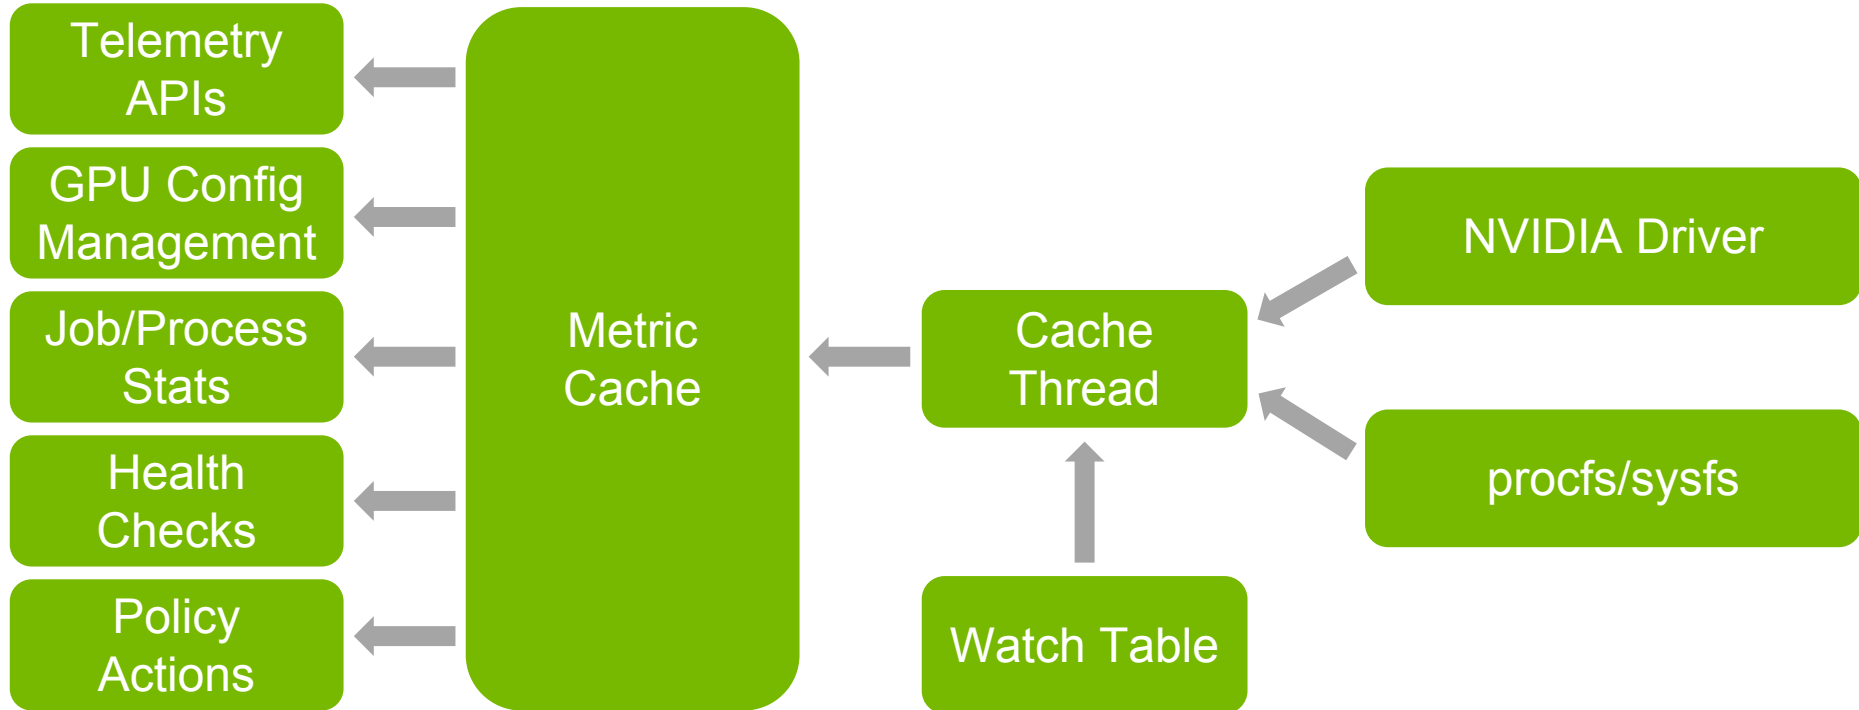 Telemetry
APIs
GPU Config
Management
Job/Process
Stats
Health
Checks
Policy
Actions
Metric
Cache
Cache
Thread
Watch Table
NVIDIA Driver
procfs/sysfs